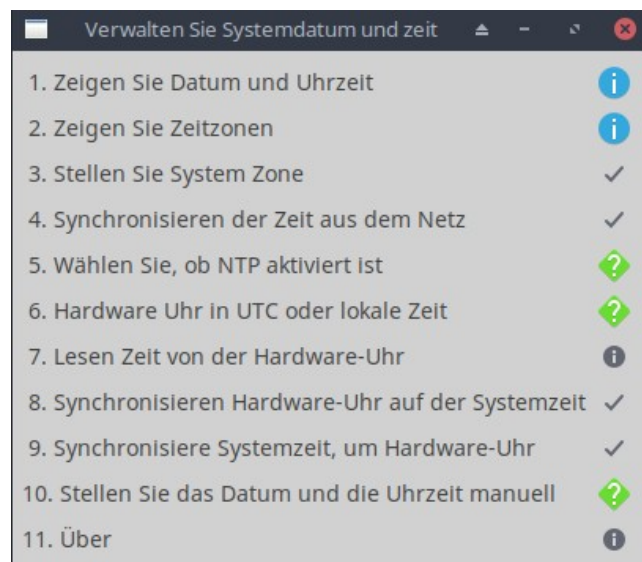 Verwalten Sie Systemdatum und zeit
1. Zeigen Sie Datum und Uhrzeit
2. Zeigen Sie Zeitzonen
3. Stellen Sie System Zone
4. Synchronisieren der Zeit aus dem Netz
5. Wählen Sie, ob NTP aktiviert ist
6. Hardware Uhr in UTC oder lokale Zeit
7. Lesen Zeit von der Hardware-Uhr
8. Synchronisieren Hardware-Uhr auf der Systemzeit
9. Synchronisiere Systemzeit, um Hardware-Uhr
10. Stellen Sie das Datum und die Uhrzeit manuell
11. Über